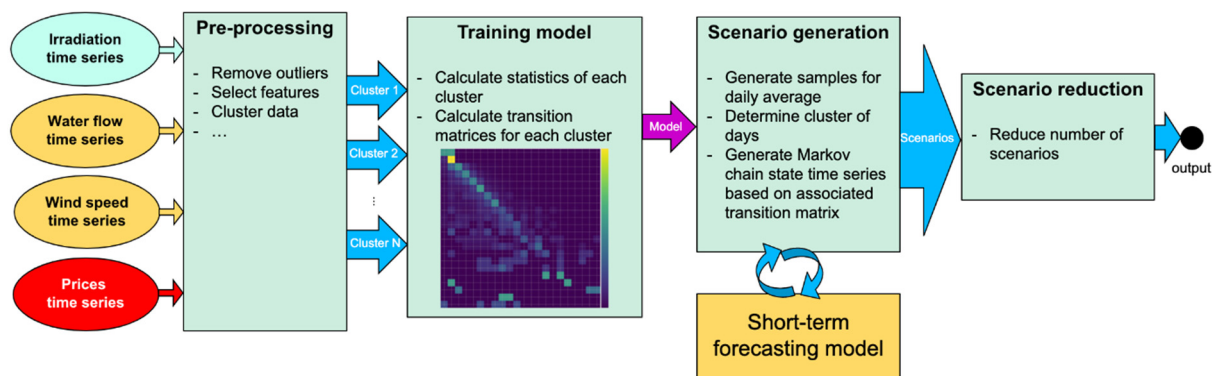 Irradiation
time series
Water flow
time series
Wind speed
time series
Prices
time series
Pre-processing
- Remove outliers
- Select features
- Cluster data
- ...
Cluster 1
Cluster 2
...
Cluster N
Training model
- Calculate statistics of each
cluster
- Calculate transition
matrices for each cluster
Model
Scenario generation
- Generate samples for
daily average
- Determine cluster of
days
- Generate Markov
chain state time series
based on associated
transition matrix
Short-term
forecasting model
Scenarios
Scenario reduction
- Reduce number of
scenarios
output